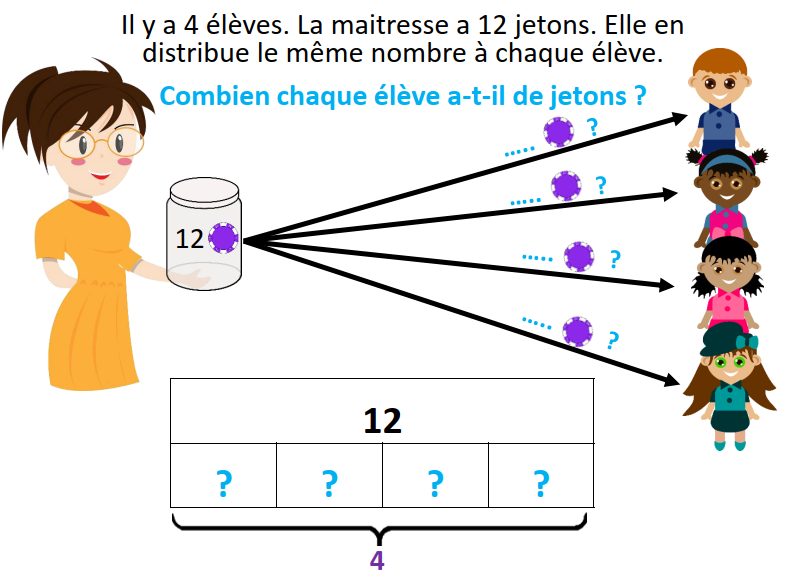 Il y a 4 élèves. La maitresse a 12 jetons. Elle en
distribue le même nombre à chaque élève.
Combien chaque élève a-t-il de jetons ?
..... ?
..... ?
12
..... ?
..... ?
12
? ? ? ?
4